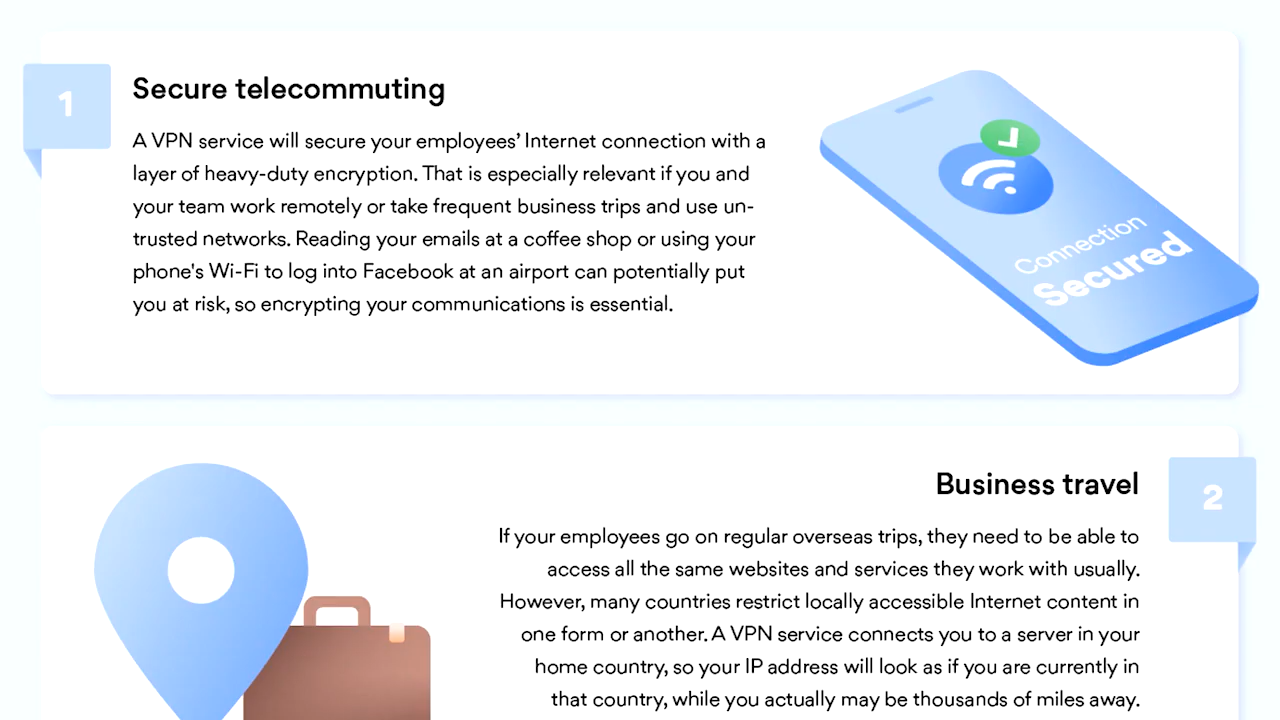 1
Secure telecommuting
A VPN service will secure your employees’ Internet connection with a
layer of heavy-duty encryption. That is especially relevant if you and
your team work remotely or take frequent business trips and use un-
trusted networks. Reading your emails at a coffee shop or using your
phone's Wi-Fi to log into Facebook at an airport can potentially put
you at risk, so encrypting your communications is essential.
Connection
Secured
2
Business travel
If your employees go on regular overseas trips, they need to be able to
access all the same websites and services they work with usually.
However, many countries restrict locally accessible Internet content in
one form or another. A VPN service connects you to a server in your
home country, so your IP address will look as if you are currently in
that country, while you actually may be thousands of miles away.